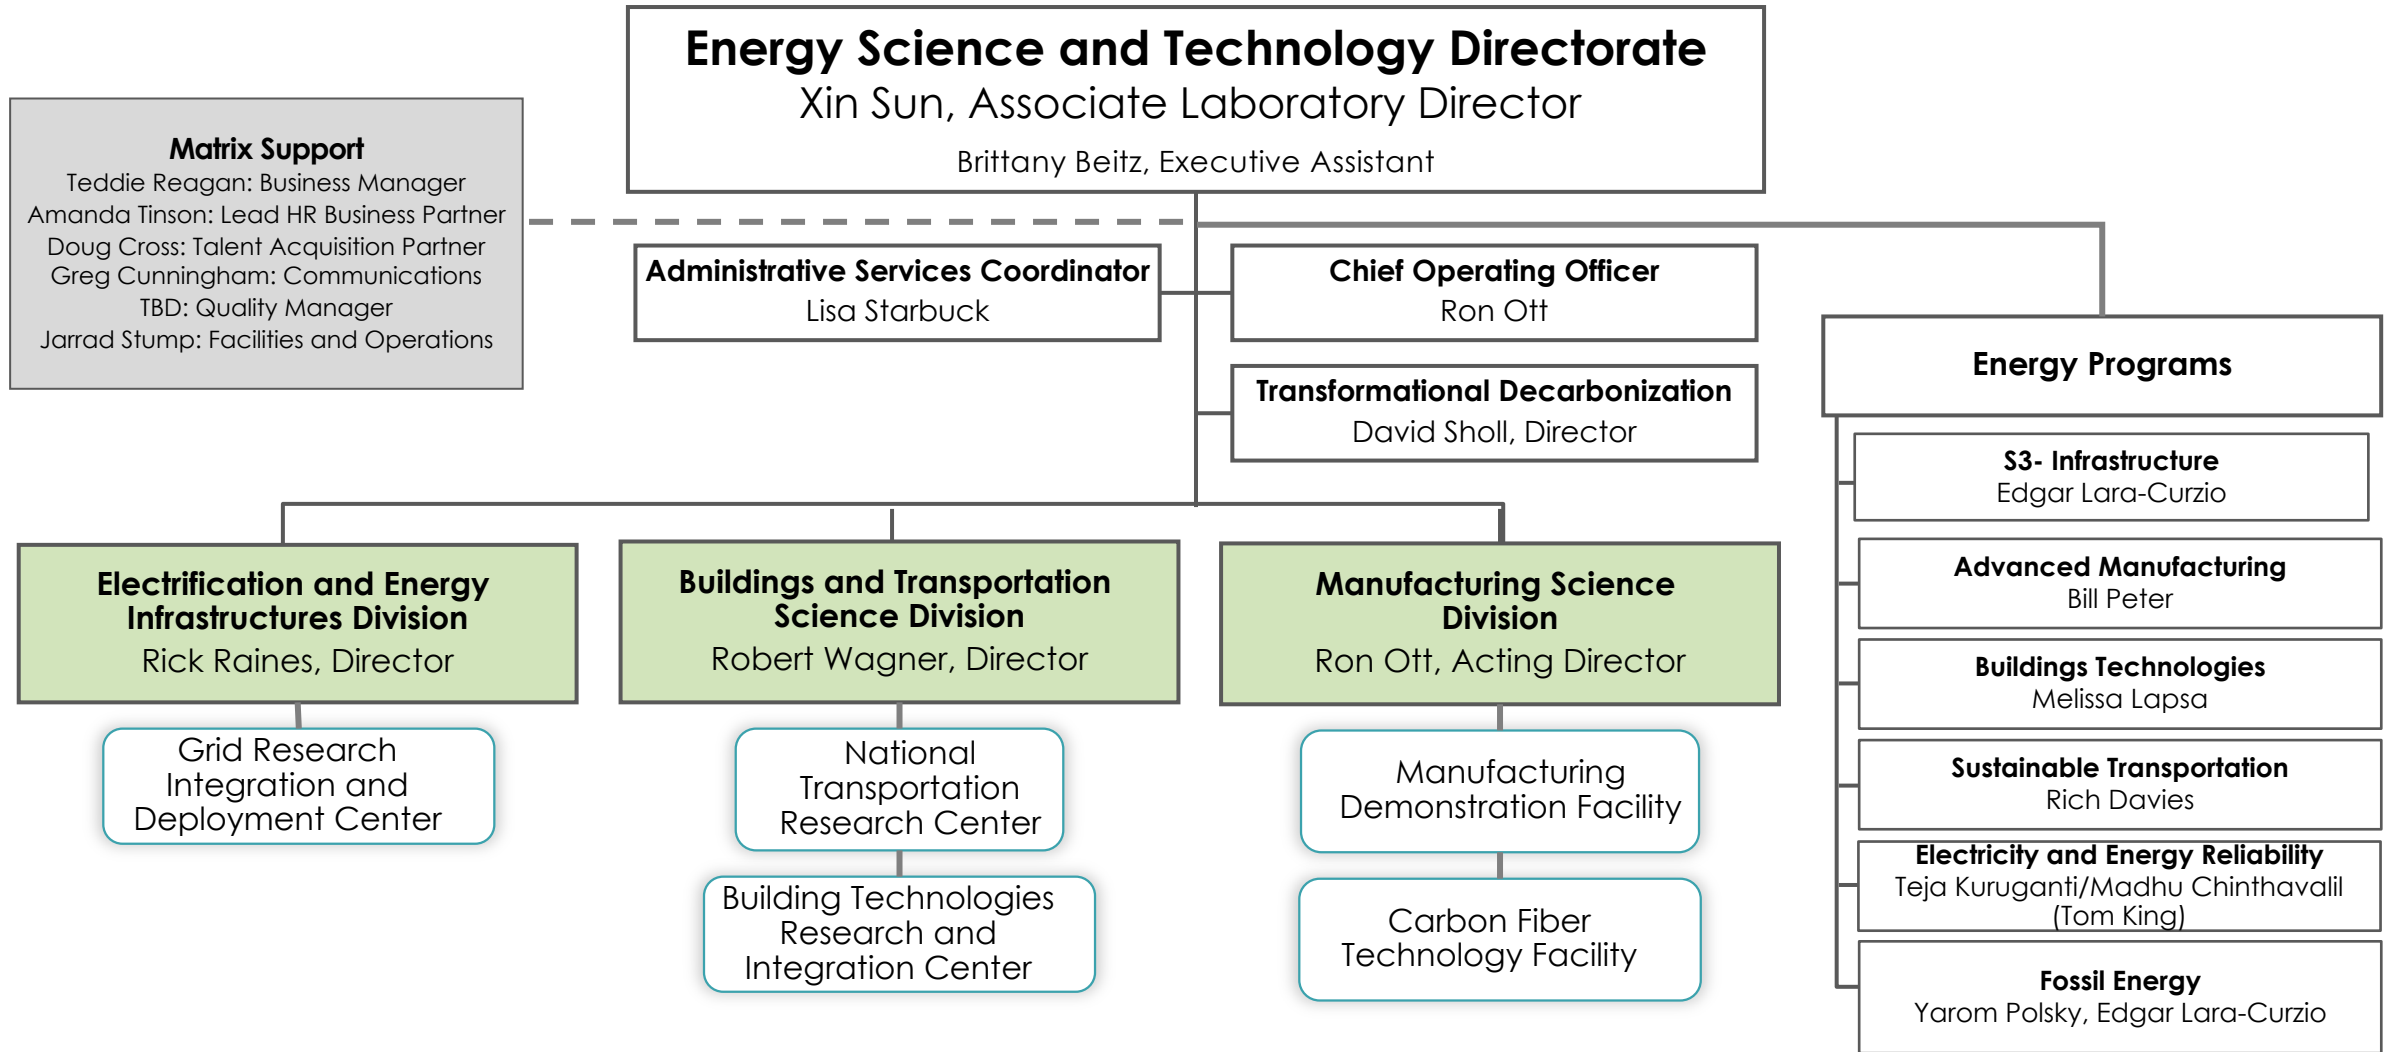 Energy Science and Technology Directorate
Xin Sun, Associate Laboratory Director
Brittany Beitz, Executive Assistant
Matrix Support
Teddie Reagan: Business Manager
Amanda Tinson: Lead HR Business Partner
Doug Cross: Talent Acquisition Partner
Greg Cunningham: Communications
TBD: Quality Manager
Jarrad Stump: Facilities and Operations
Administrative Services Coordinator
Lisa Starbuck
Chief Operating Officer
Ron Ott
Transformational Decarbonization
David Sholl, Director
Electrification and Energy
Infrastructures Division
Rick Raines, Director
Grid Research
Integration and
Deployment Center
Buildings and Transportation
Science Division
Robert Wagner, Director
National
Transportation
Research Center
Building Technologies
Research and
Integration Center
Manufacturing Science
Division
Ron Ott, Acting Director
Manufacturing
Demonstration Facility
Carbon Fiber
Technology Facility
Energy Programs
S3- Infrastructure
Edgar Lara-Curzio
Advanced Manufacturing
Bill Peter
Buildings Technologies
Melissa Lapsa
Sustainable Transportation
Rich Davies
Electricity and Energy Reliability
Teja Kuruganti/Madhu Chinthavalil
(Tom King)
Fossil Energy
Yarom Polsky, Edgar Lara-Curzio